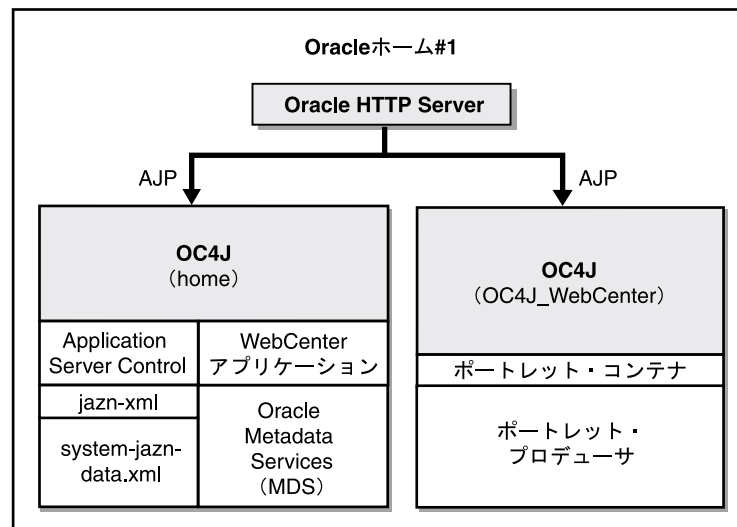 Oracleホーム#1
Oracle HTTP Server
AJP
AJP
OC4J
（home）
Application
Server Control
WebCenter
アプリケーション
jazn-xml
system-jazn-
data.xml
Oracle
Metadata
Services
（MDS）
OC4J
（OC4J_WebCenter）
ポートレット・コンテナ
ポートレット・
プロデューサ